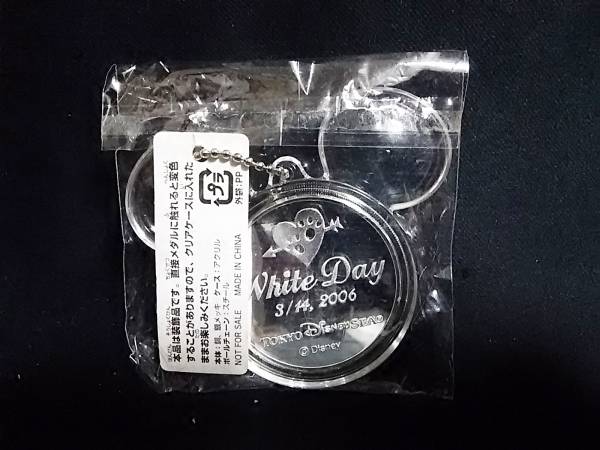 本品は装飾品です。直接メダルに触れると変色
することがありますので、クリアケースに入れた
ままお楽しみください。
本体：銅、銀メッキ　ケース：アクリル
ボールチェーン：スチール
NOT FOR SALE　MADE IN CHINA
プラ
外袋：PP
White Day
3/14, 2006
TOKYO DISNEYSEA
© Disney